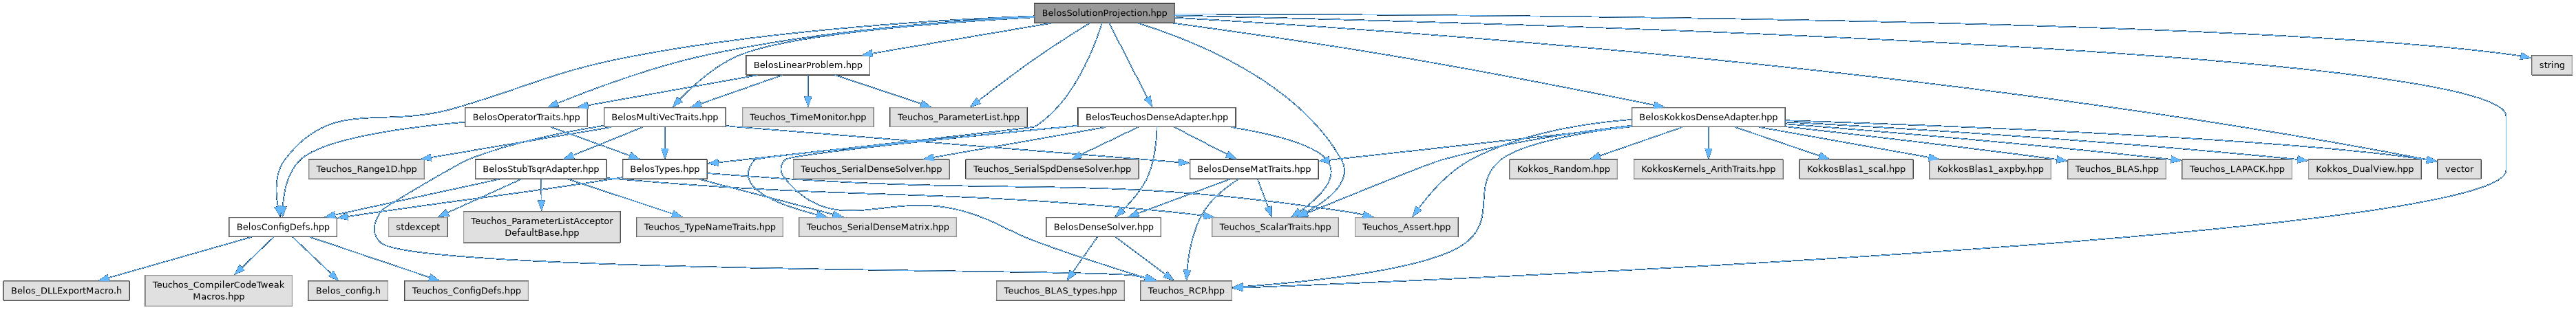 BelosSolutionProjection.hpp
BelosLinearProblem.hpp
string
BelosOperatorTraits.hpp
BelosMultiVecTraits.hpp
Teuchos_TimeMonitor.hpp
Teuchos_ParameterList.hpp
BelosTeuchosDenseAdapter.hpp
BelosKokkosDenseAdapter.hpp
Teuchos_Range1D.hpp
BelosStubTsqrAdapter.hpp
BelosTypes.hpp
Teuchos_SerialDenseSolver.hpp
Teuchos_SerialSpdDenseSolver.hpp
BelosDenseMatTraits.hpp
Kokkos_Random.hpp
KokkosKernels_ArithTraits.hpp
KokkosBlas1_scal.hpp
KokkosBlas1_axpby.hpp
Teuchos_BLAS.hpp
Teuchos_LAPACK.hpp
Kokkos_DualView.hpp
vector
BelosConfigDefs.hpp
stdexcept
Teuchos_ParameterListAcceptor
DefaultBase.hpp
Teuchos_TypeNameTraits.hpp
Teuchos_SerialDenseMatrix.hpp
BelosDenseSolver.hpp
Teuchos_ScalarTraits.hpp
Teuchos_Assert.hpp
Belos_DLLExportMacro.h
Teuchos_CompilerCodeTweak
Macros.hpp
Belos_config.h
Teuchos_ConfigDefs.hpp
Teuchos_BLAS_types.hpp
Teuchos_RCP.hpp